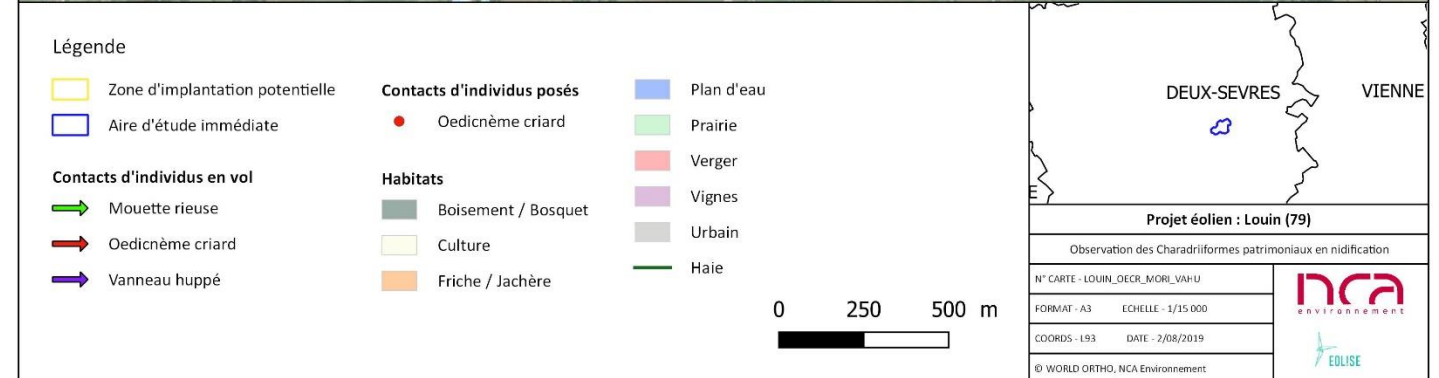 Légende
Zone d'implantation potentielle
Aire d'étude immédiate
Contacts d'individus en vol
Mouette rieuse
Oedicnème criard
Vanneau huppé
Contacts d'individus posés
Oedicnème criard
Habitats
Boisement / Bosquet
Culture
Friche / Jachère
Plan d'eau
Prairie
Verger
Vignes
Urbain
Haie
0 250 500 m
DEUX-SEVRES VIENNE
E
Projet éolien : Louin (79)
Observation des Charadriiformes patrimoniaux en nidification
N° CARTE - LOUIN_OECR_MORI_VAHU
FORMAT - A3 ECHELLE - 1/15 000
COORDS - L93 DATE - 2/08/2019
© WORLD ORTHO, NCA Environnement
nca
environnement
EOLISE